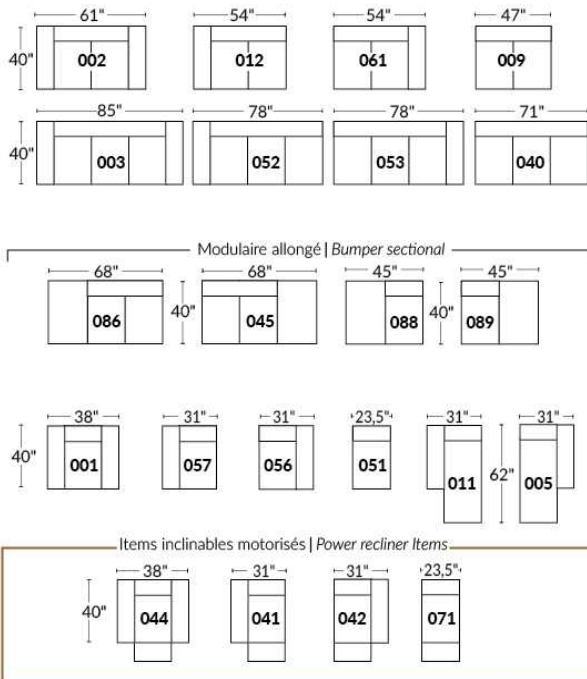 61" 54" 54" 47"
40" 002 012 061 009
85" 78" 78" 71"
40" 003 052 053 040
Modulaire allongé | Bumper sectional
68" 68" 45" 45"
086 40" 045 088 40" 089
38" 31" 31" 23,5" 31" 31"
40" 001 057 056 051 011 62" 005
Items inclinables motorisés | Power recliner Items
38" 31" 31" 23,5"
40" 044 041 042 071